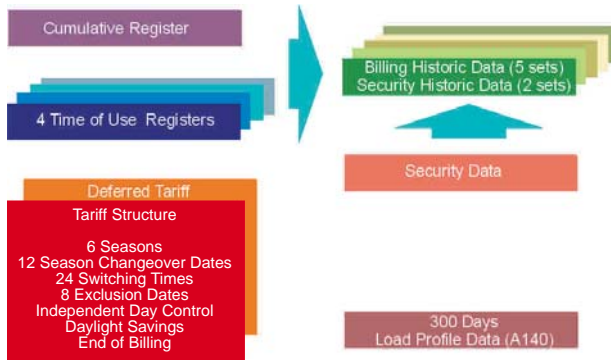 Cumulative Register
4 Time of Use Registers
Deferred Tariff
Tariff Structure
6 Seasons
12 Season Changeover Dates
24 Switching Times
8 Exclusion Dates
Independent Day Control
Daylight Savings
End of Billing
Billing Historic Data (5 sets)
Security Historic Data (2 sets)
Security Data
300 Days
Load Profile Data (A140)